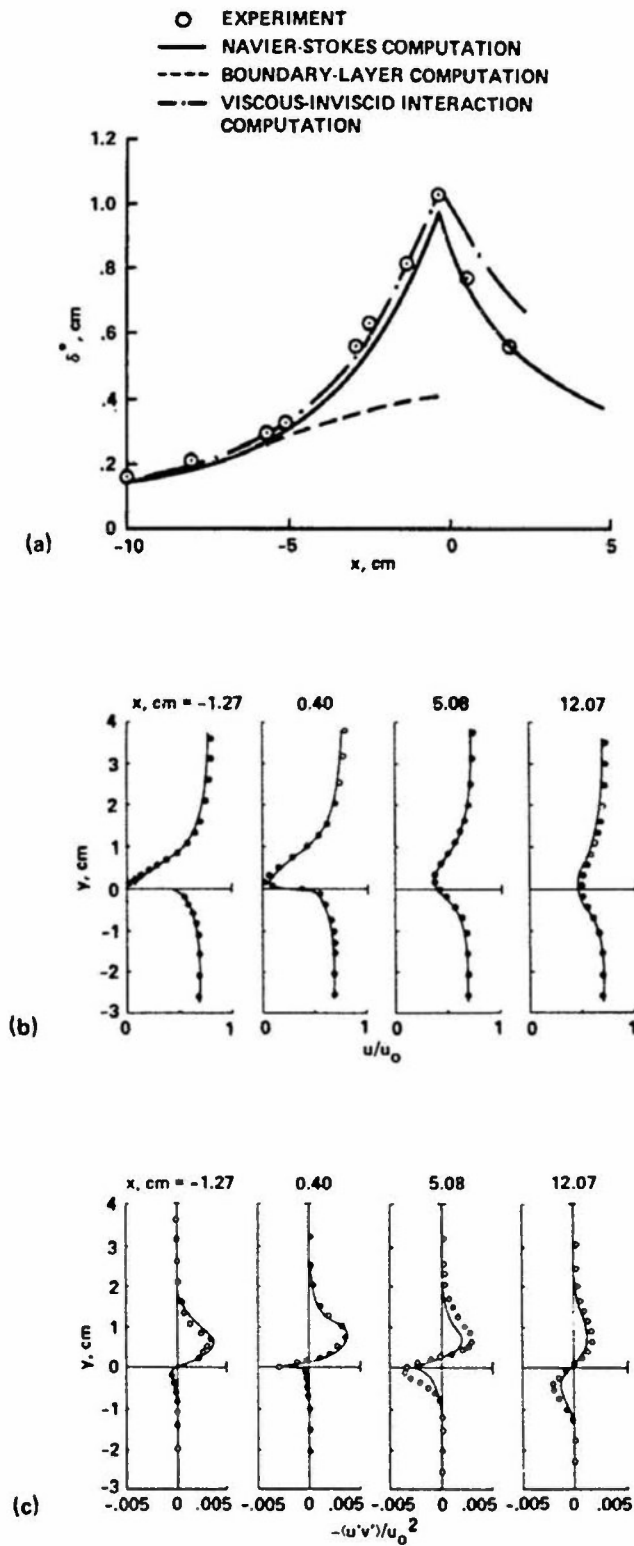 EXPERIMENT
NAVIER-STOKES COMPUTATION
BOUNDARY-LAYER COMPUTATION
VISCOUS-INVISCID INTERACTION
COMPUTATION
1.2
1.0
.8
.6
.4
.2
0
δ*, cm
-10
-5
0
5
x, cm
(a)
x, cm = -1.27
0.40
5.08
12.07
4
3
2
1
0
-1
-2
-3
y, cm
0 1 0 1 0 1 0 1
u/u₀
(b)
x, cm = -1.27
0.40
5.08
12.07
4
3
2
1
0
-1
-2
-3
y, cm
-.005 0 .005 -.005 0 .005 -.005 0 .005 -.005 0 .005
-⟨u'v'⟩/u₀²
(c)